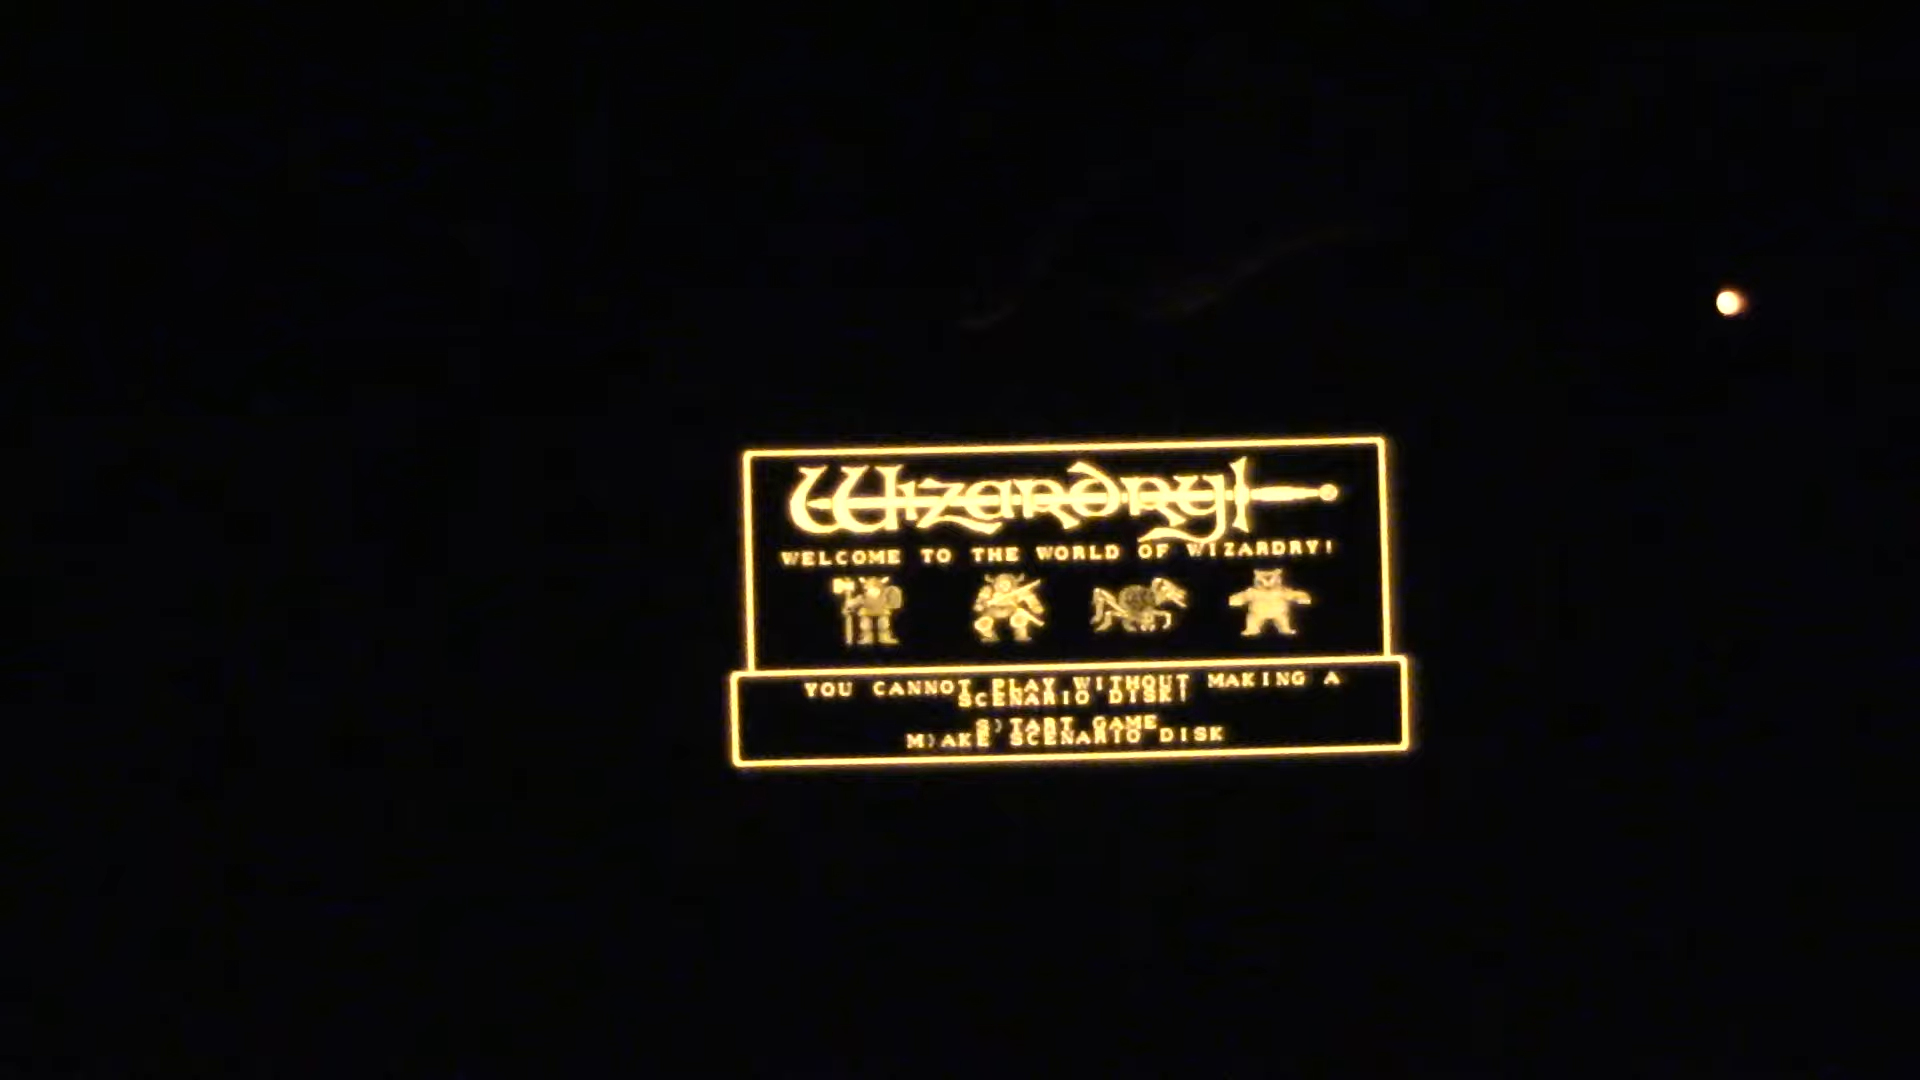 Wizardry!
WELCOME TO THE WORLD OF WIZARDRY!
YOU CANNOT PLAY WITHOUT MAKING A
SCENARIO DISK!
S)TART GAME
M)AKE SCENARIO DISK